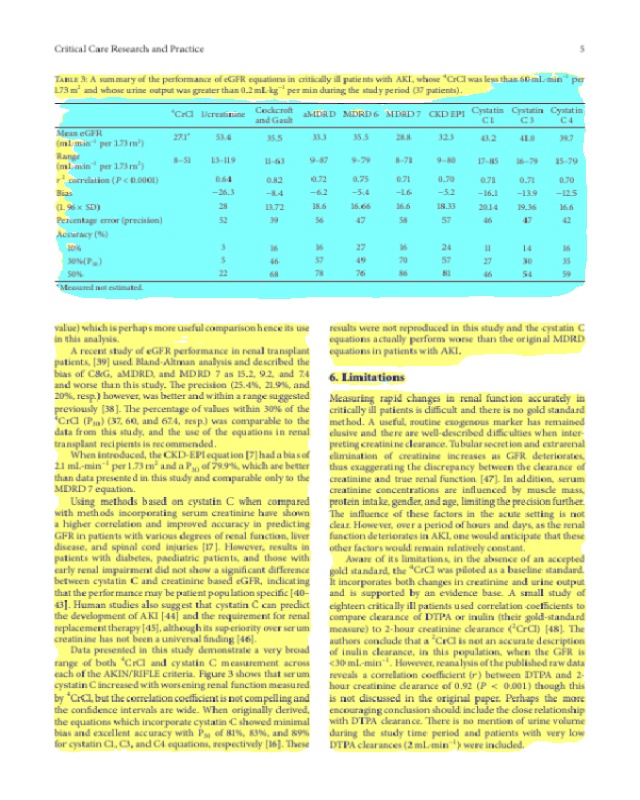 Critical Care Research and Practice 5
TABLE 3: A summary of the performance of eGFR equations in critically ill patients with AKI, whose ⁴CrCl was less than 60 mL·min⁻¹ per
1.73 m² and whose urine output was greater than 0.2 mL·kg⁻¹ per min during the study period (37 patients).
⁴CrCl 1/creatinine Cockcroft and Gault aMDRD MDRD 6 MDRD 7 CKD EPI Cystatin C 1 Cystatin C 3 Cystatin C 4
Mean eGFR (mL·min⁻¹ per 1.73 m²) 27.1* 53.4 35.5 33.3 35.3 28.8 32.3 43.2 41.0 39.7
Range (mL·min⁻¹ per 1.73 m²) 8–51 13–119 11–63 9–87 9–79 8–71 9–80 17–85 16–79 15–79
r² correlation (P < 0.0001) 0.64 0.82 0.72 0.75 0.71 0.70 0.71 0.71 0.70
Bias −26.3 −8.4 −6.2 −5.4 −1.6 −5.2 −16.1 −13.9 −12.5
(1.96 × SD) 28 13.72 18.6 16.66 16.6 18.33 20.14 19.36 16.6
Percentage error (precision) 52 39 56 47 58 57 46 47 42
Accuracy (%)
10% 3 16 16 27 16 24 11 14 16
30% (P₃₀) 5 46 57 49 70 57 27 30 35
50% 22 68 78 76 86 81 46 54 59
*Measured not estimated.
value) which is perhaps more useful comparison hence its use
in this analysis.
A recent study of eGFR performance in renal transplant
patients, [39] used Bland-Altman analysis and described the
bias of C&G, aMDRD, and MDRD 7 as 15.2, 9.2, and 7.4
and worse than this study. The precision (25.4%, 21.9%, and
20%, resp.) however, was better and within a range suggested
previously [38]. The percentage of values within 30% of the
⁴CrCl (P₃₀) (37, 60, and 67.4, resp.) was comparable to the
data from this study, and the use of the equations in renal
transplant recipients is recommended.
When introduced, the CKD-EPI equation [7] had a bias of
2.1 mL·min⁻¹ per 1.73 m² and a P₃₀ of 79.9%, which are better
than data presented in this study and comparable only to the
MDRD 7 equation.
Using methods based on cystatin C when compared
with methods incorporating serum creatinine have shown
a higher correlation and improved accuracy in predicting
GFR in patients with various degrees of renal function, liver
disease, and spinal cord injuries [17]. However, results in
patients with diabetes, paediatric patients, and those with
early renal impairment did not show a significant difference
between cystatin C and creatinine based eGFR, indicating
that the performance may be patient population specific [40–
43]. Human studies also suggest that cystatin C can predict
the development of AKI [44] and the requirement for renal
replacement therapy [45], although its superiority over serum
creatinine has not been a universal finding [46].
Data presented in this study demonstrate a very broad
range of both ⁴CrCl and cystatin C measurement across
each of the AKIN/RIFLE criteria. Figure 3 shows that serum
cystatin C increased with worsening renal function measured
by ⁴CrCl, but the correlation coefficient is not compelling and
the confidence intervals are wide. When originally derived,
the equations which incorporate cystatin C showed minimal
bias and excellent accuracy with P₃₀ of 81%, 83%, and 89%
for cystatin C1, C3, and C4 equations, respectively [16]. These
results were not reproduced in this study and the cystatin C
equations actually perform worse than the original MDRD
equations in patients with AKI.
6. Limitations
Measuring rapid changes in renal function accurately in
critically ill patients is difficult and there is no gold standard
method. A useful, routine exogenous marker has remained
elusive and there are well-described difficulties when inter-
preting creatinine clearance. Tubular secretion and extrarenal
elimination of creatinine increases as GFR deteriorates,
thus exaggerating the discrepancy between the clearance of
creatinine and true renal function [47]. In addition, serum
creatinine concentrations are influenced by muscle mass,
protein intake, gender, and age, limiting the precision further.
The influence of these factors in the acute setting is not
clear. However, over a period of hours and days, as the renal
function deteriorates in AKI, one would anticipate that these
other factors would remain relatively constant.
Aware of its limitations, in the absence of an accepted
gold standard, the ⁴CrCl was piloted as a baseline standard.
It incorporates both changes in creatinine and urine output
and is supported by an evidence base. A small study of
eighteen critically ill patients used correlation coefficients to
compare clearance of DTPA or inulin (their gold-standard
measure) to 2-hour creatinine clearance (²CrCl) [48]. The
authors conclude that a ²CrCl is not an accurate description
of inulin clearance, in this population, when the GFR is
<30 mL·min⁻¹. However, reanalysis of the published raw data
reveals a correlation coefficient (r) between DTPA and 2-
hour creatinine clearance of 0.92 (P < 0.001) though this
is not discussed in the original paper. Perhaps the more
encouraging conclusion should include the close relationship
with DTPA clearance. There is no mention of urine volume
during the study time period and patients with very low
DTPA clearances (2 mL·min⁻¹) were included.